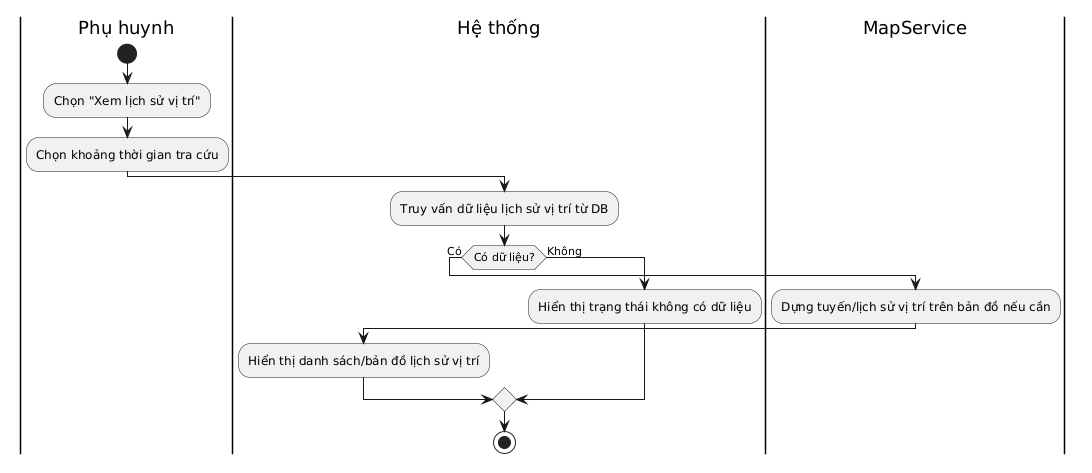 Phụ huynh
Hệ thống
MapService
Chọn "Xem lịch sử vị trí"
Chọn khoảng thời gian tra cứu
Truy vấn dữ liệu lịch sử vị trí từ DB
Có
Có dữ liệu?
Không
Hiển thị trạng thái không có dữ liệu
Dựng tuyến/lịch sử vị trí trên bản đồ nếu cần
Hiển thị danh sách/bản đồ lịch sử vị trí